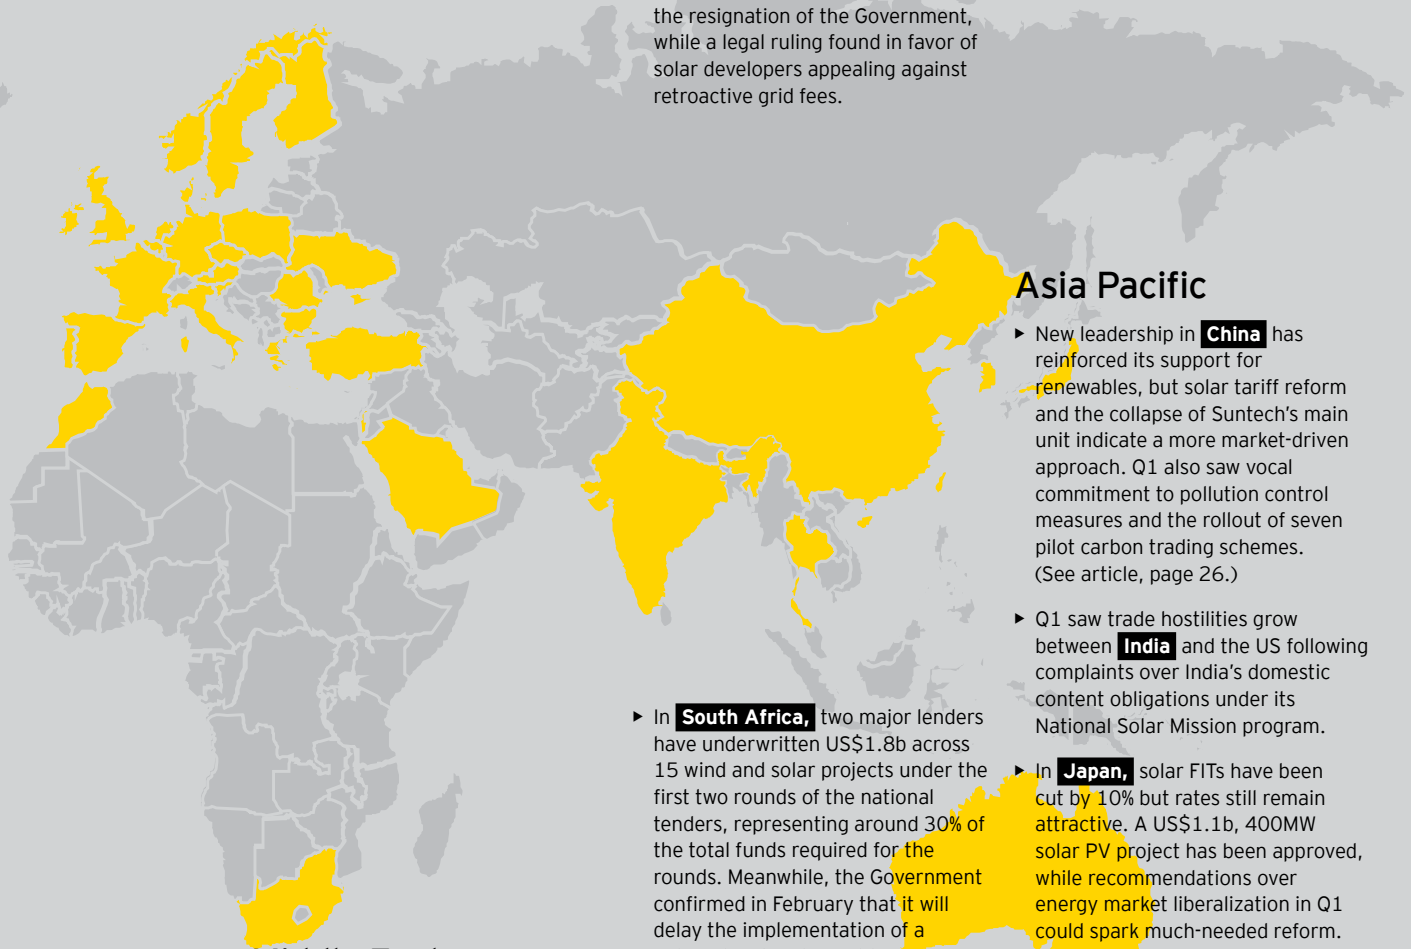 the resignation of the Government,
while a legal ruling found in favor of
solar developers appealing against
retroactive grid fees.
► In South Africa, two major lenders
have underwritten US$1.8b across
15 wind and solar projects under the
first two rounds of the national
tenders, representing around 30% of
the total funds required for the
rounds. Meanwhile, the Government
confirmed in February that it will
delay the implementation of a
Asia Pacific
► New leadership in China has
reinforced its support for
renewables, but solar tariff reform
and the collapse of Suntech's main
unit indicate a more market-driven
approach. Q1 also saw vocal
commitment to pollution control
measures and the rollout of seven
pilot carbon trading schemes.
(See article, page 26.)
► Q1 saw trade hostilities grow
between India and the US following
complaints over India's domestic
content obligations under its
National Solar Mission program.
► In Japan, solar FITs have been
cut by 10% but rates still remain
attractive. A US$1.1b, 400MW
solar PV project has been approved,
while recommendations over
energy market liberalization in Q1
could spark much-needed reform.